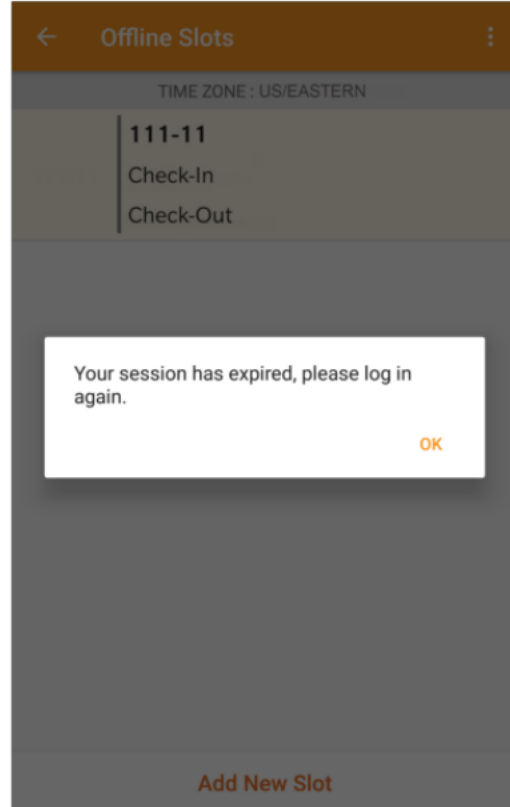 Offline Slots
TIME ZONE : US/EASTERN
111-11
Check-In
Check-Out
Your session has expired, please log in
again.
OK
Add New Slot